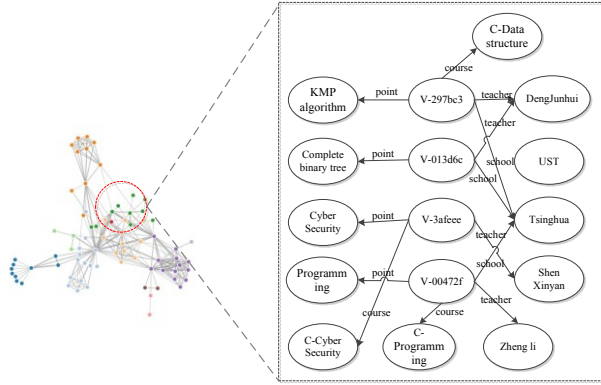 C-Data
structure
course
KMP
algorithm
point
V-297bc3
teacher
DengJunhui
teacher
Complete
binary tree
point
V-013d6c
school
UST
school
Cyber
Security
point
V-3afeee
Tsinghua
teacher
school
Programm
ing
point
V-00472f
Shen
Xinyan
course
course
teacher
C-Cyber
Security
C-
Programm
ing
Zheng li